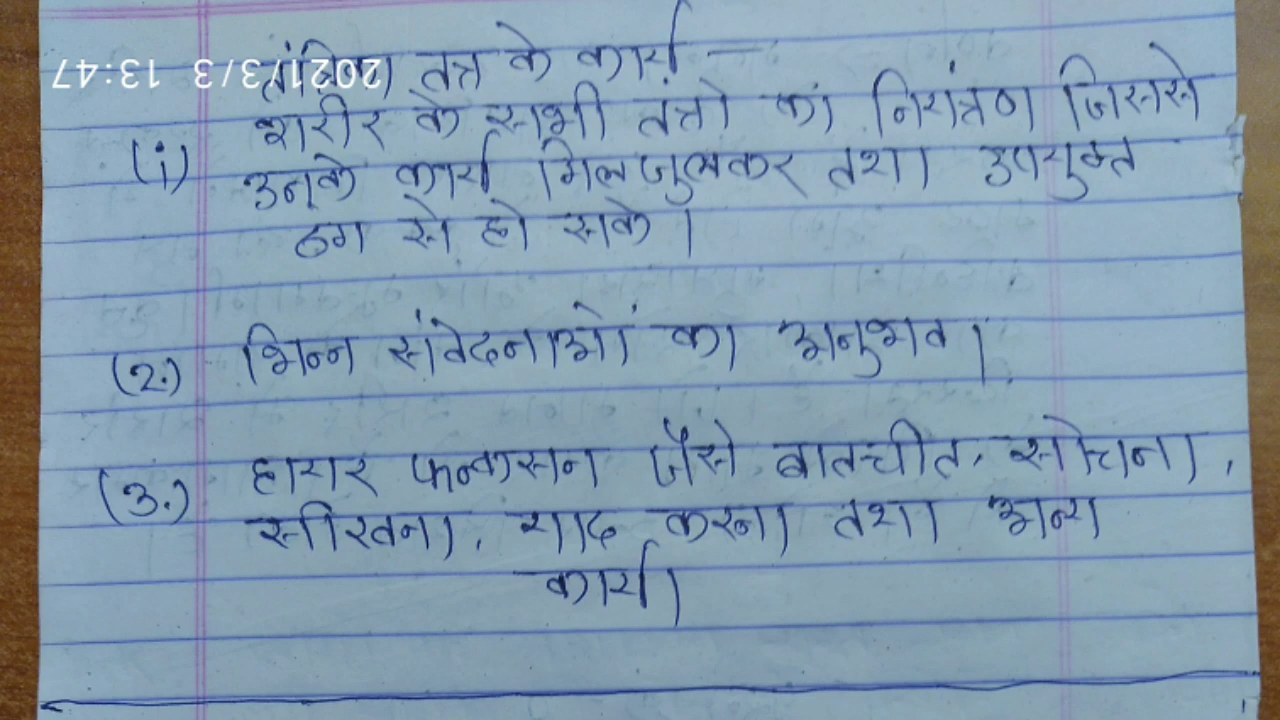 तांत्रिका तंत्र के कार्य —
2021/3/3 13:47
शरीर के सभी तंत्रो का नियंत्रण जिससे
(i) उनके कार्य मिलजुलकर तथा उपयुक्त
ढग से हो सके।
(2.) भिन्न संवेदनाओं का अनुभव।
(3.) हायर फन्कसन जैसे बातचीत, सोचना,
सीखना, याद करना तथा अन्य
कार्य।